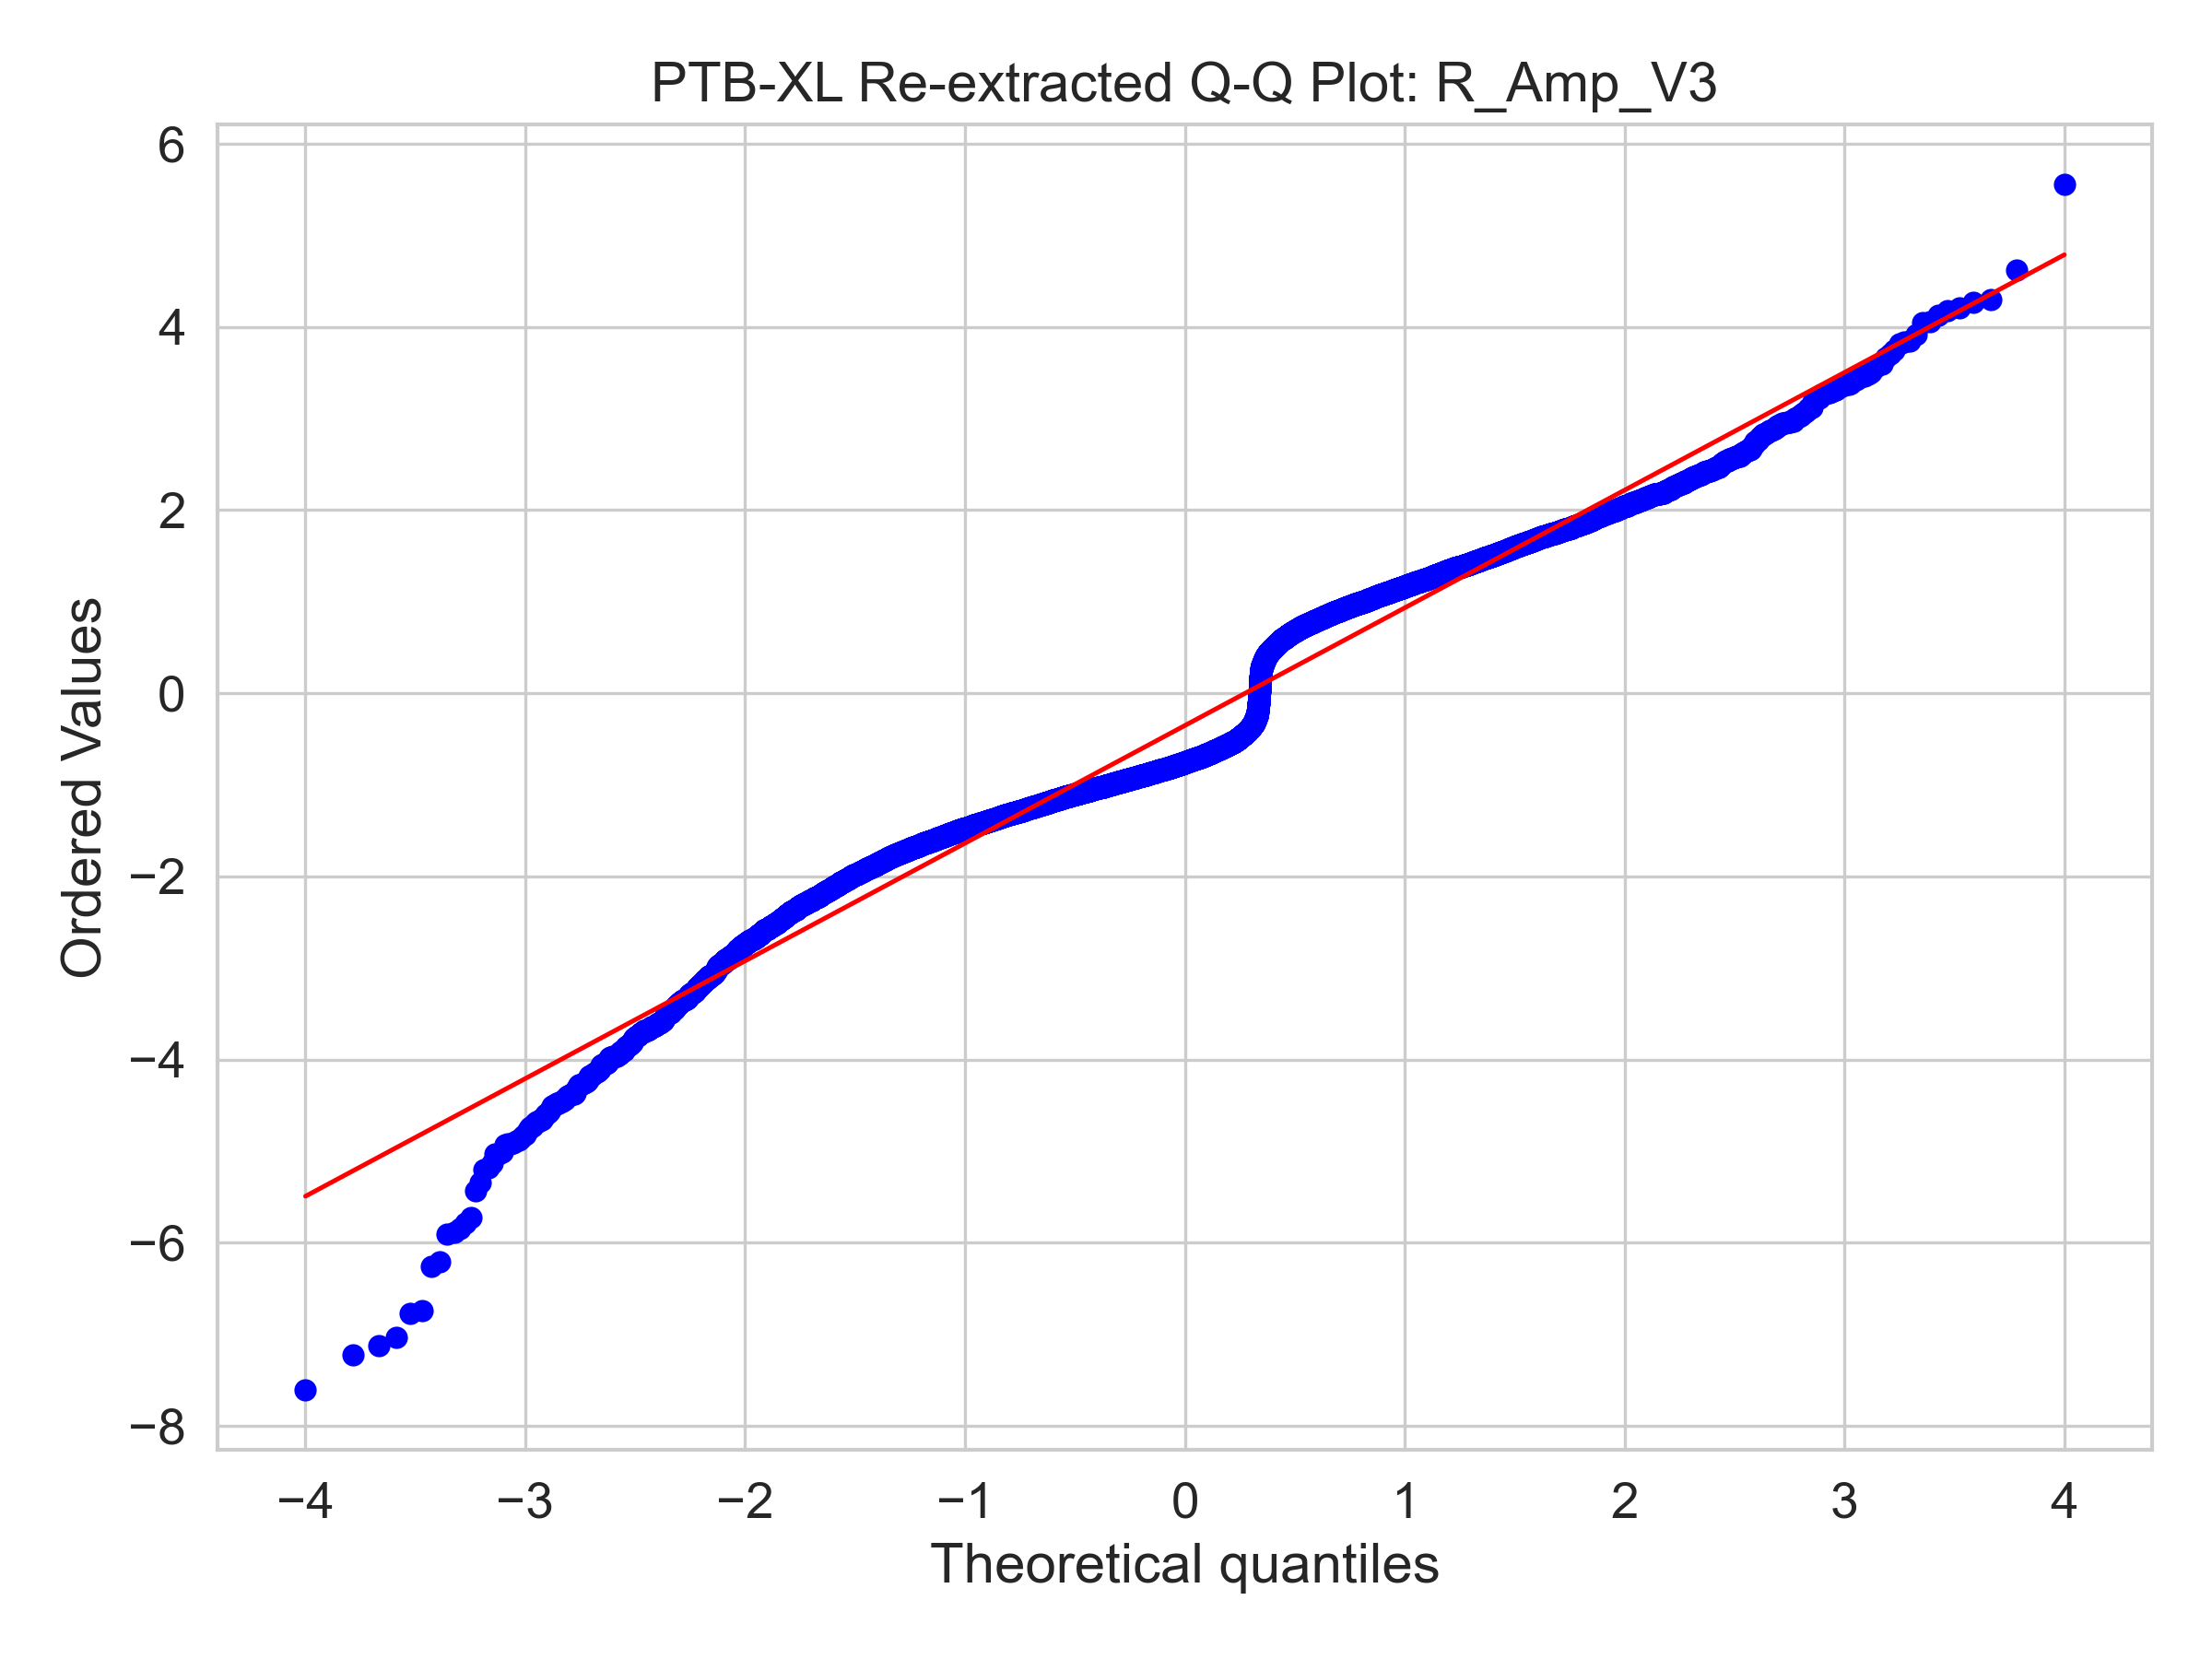 PTB-XL Re-extracted Q-Q Plot: R_Amp_V3
6
4
2
0
−2
−4
−6
−8
Ordered Values
−4 −3 −2 −1 0 1 2 3 4
Theoretical quantiles